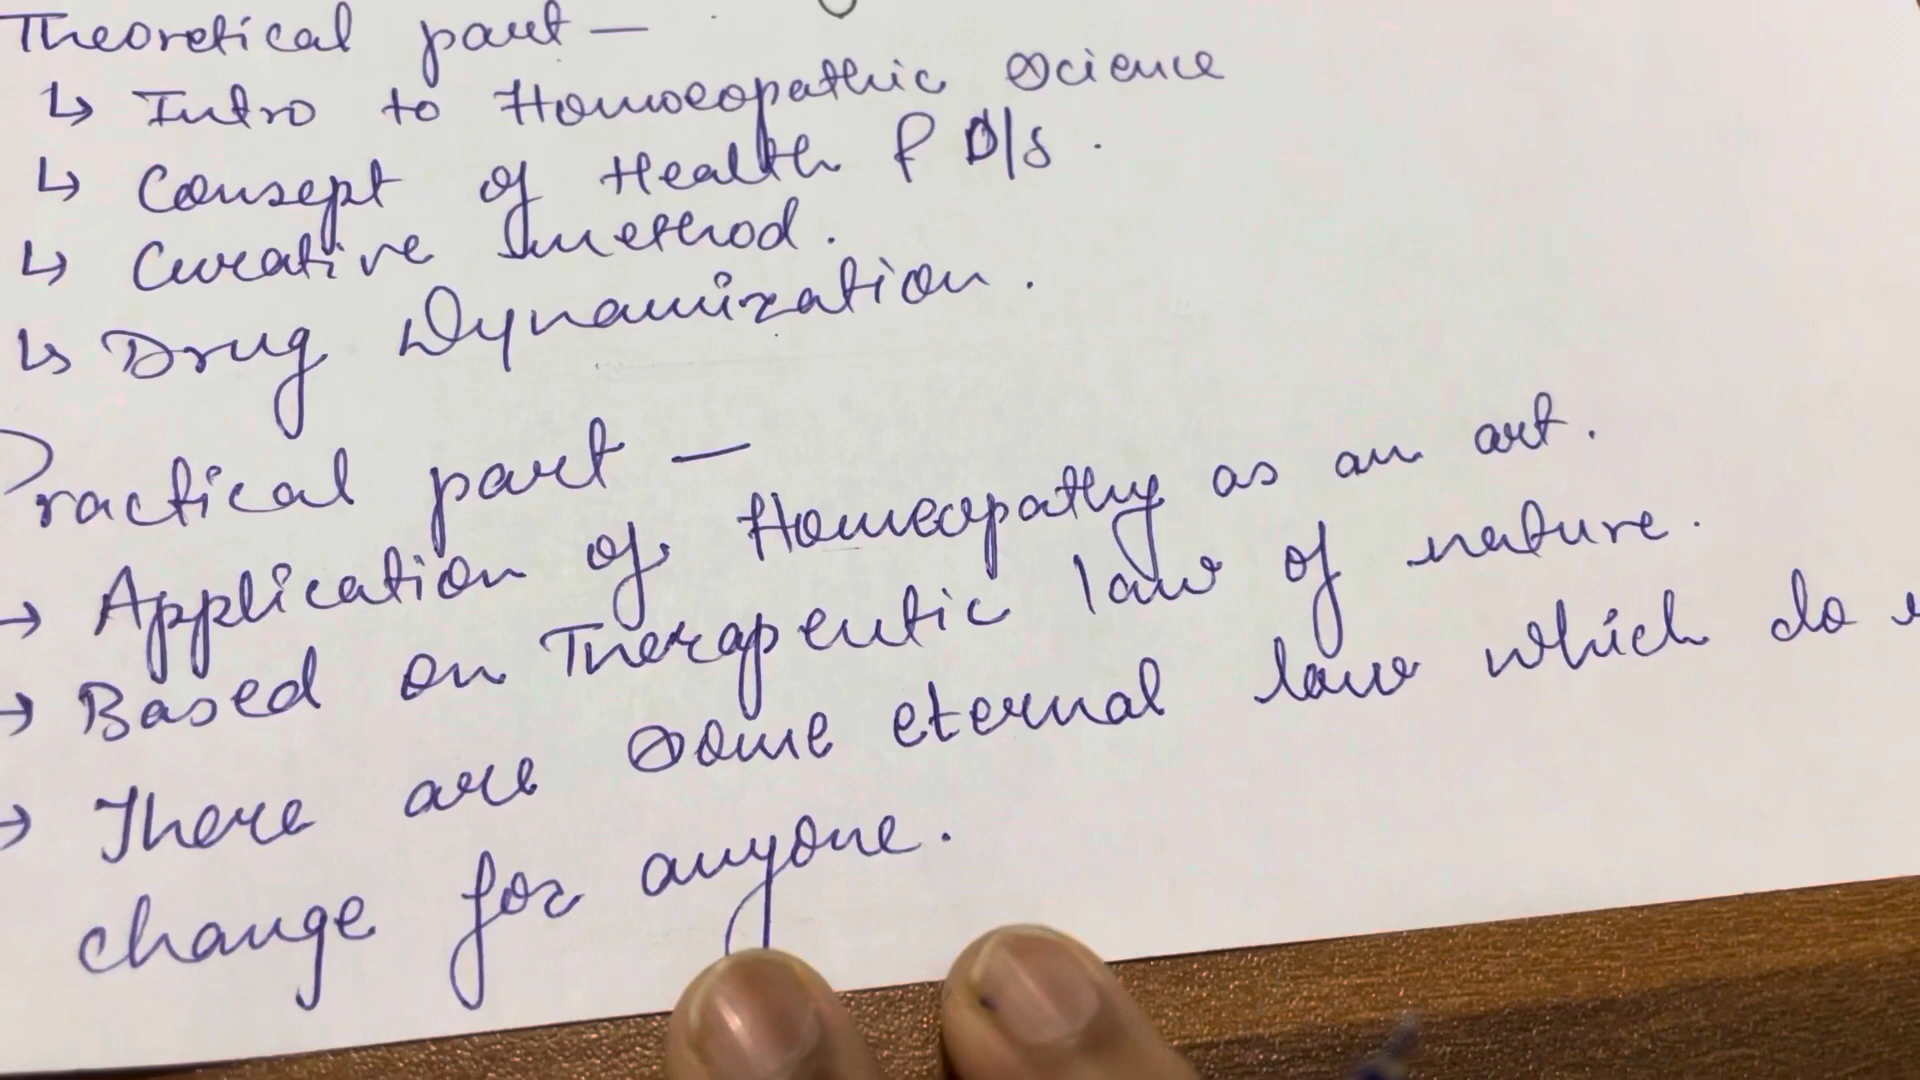 Theoretical part —
↳ Intro to Homoeopathic science
↳ Consept of Health & D/s.
↳ Curative method.
↳ Drug Dynamization.
Practical part —
→ Application of Homeopathy as an art.
→ Based on Therapeutic law of nature.
→ There are some eternal law which do
change for anyone.